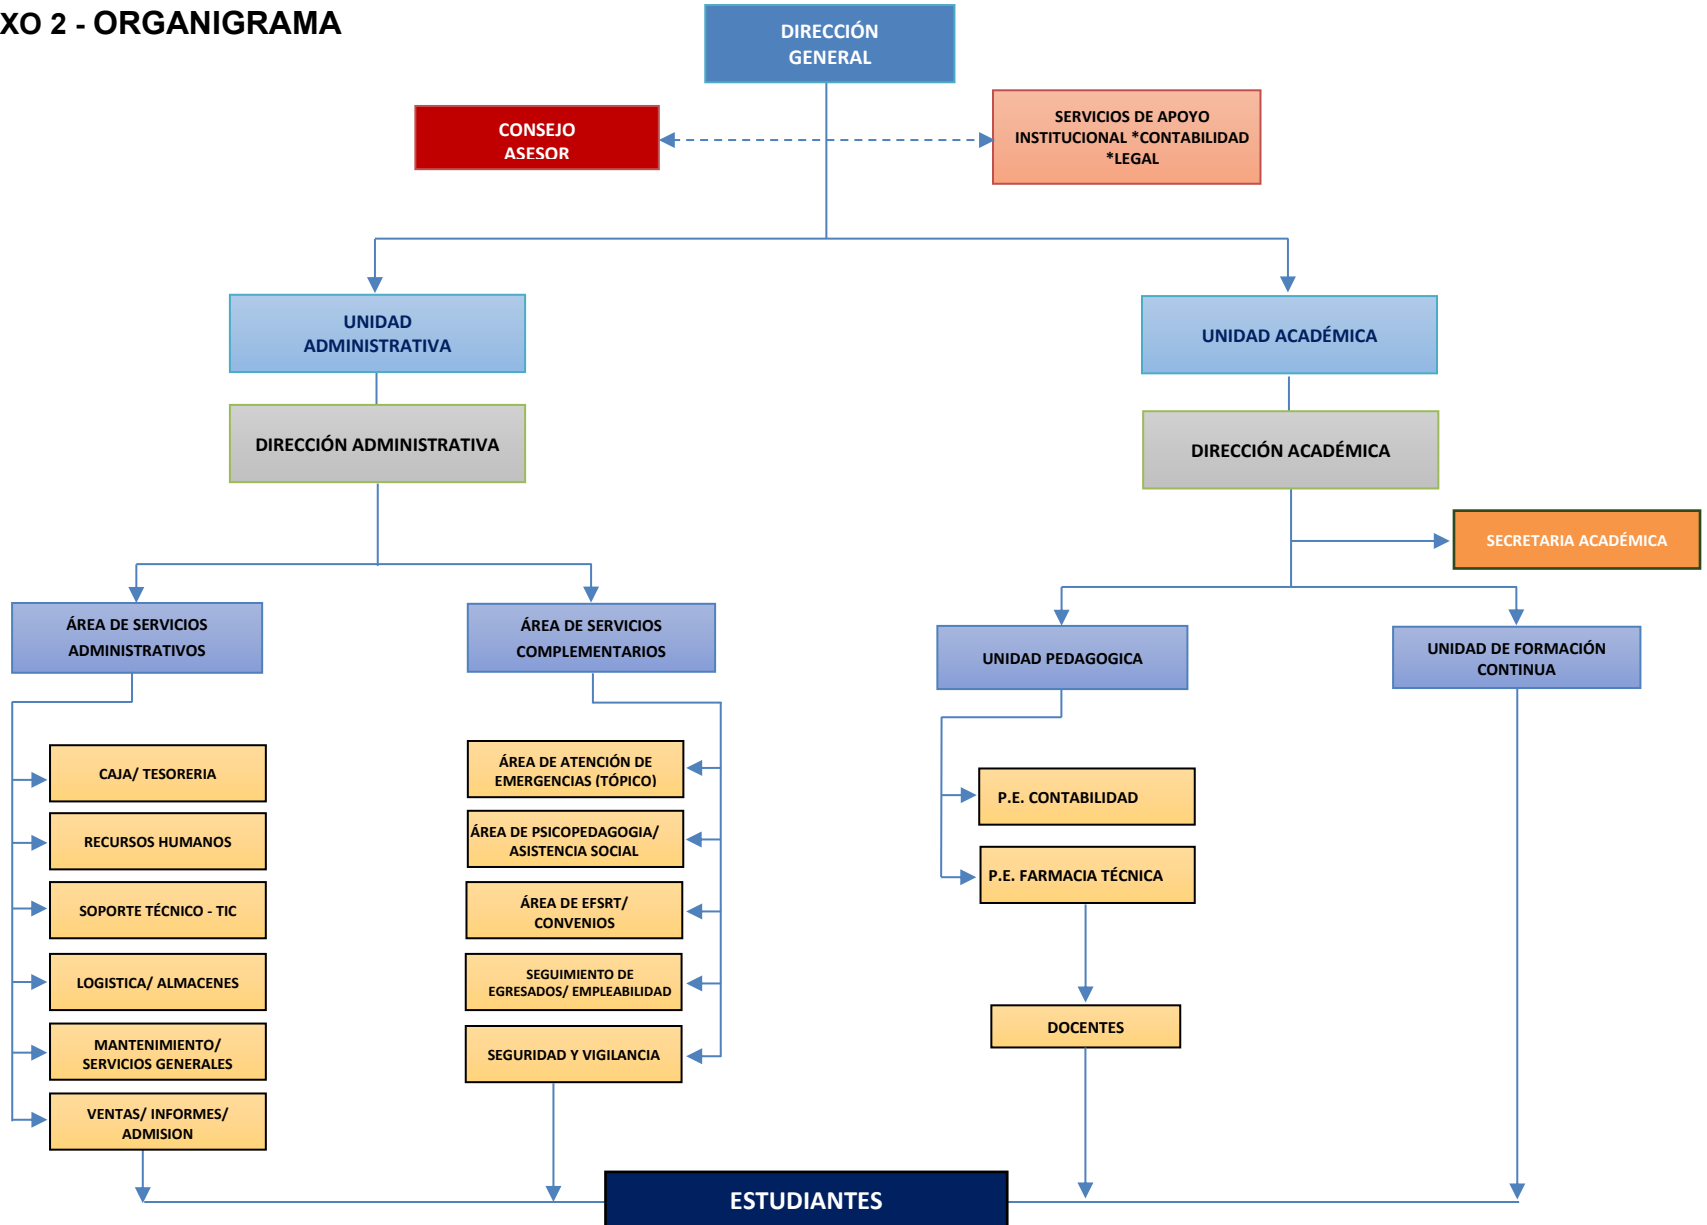 XO 2 - ORGANIGRAMA
DIRECCIÓN
GENERAL
CONSEJO
ASESOR
SERVICIOS DE APOYO
INSTITUCIONAL *CONTABILIDAD
*LEGAL
UNIDAD
ADMINISTRATIVA
UNIDAD ACADÉMICA
DIRECCIÓN ADMINISTRATIVA
DIRECCIÓN ACADÉMICA
SECRETARIA ACADÉMICA
ÁREA DE SERVICIOS
ADMINISTRATIVOS
ÁREA DE SERVICIOS
COMPLEMENTARIOS
UNIDAD PEDAGOGICA
UNIDAD DE FORMACIÓN
CONTINUA
CAJA/ TESORERIA
RECURSOS HUMANOS
SOPORTE TÉCNICO - TIC
LOGISTICA/ ALMACENES
MANTENIMIENTO/
SERVICIOS GENERALES
VENTAS/ INFORMES/
ADMISION
ÁREA DE ATENCIÓN DE
EMERGENCIAS (TÓPICO)
ÁREA DE PSICOPEDAGOGIA/
ASISTENCIA SOCIAL
ÁREA DE EFSRT/
CONVENIOS
SEGUIMIENTO DE
EGRESADOS/ EMPLEABILIDAD
SEGURIDAD Y VIGILANCIA
P.E. CONTABILIDAD
P.E. FARMACIA TÉCNICA
DOCENTES
ESTUDIANTES